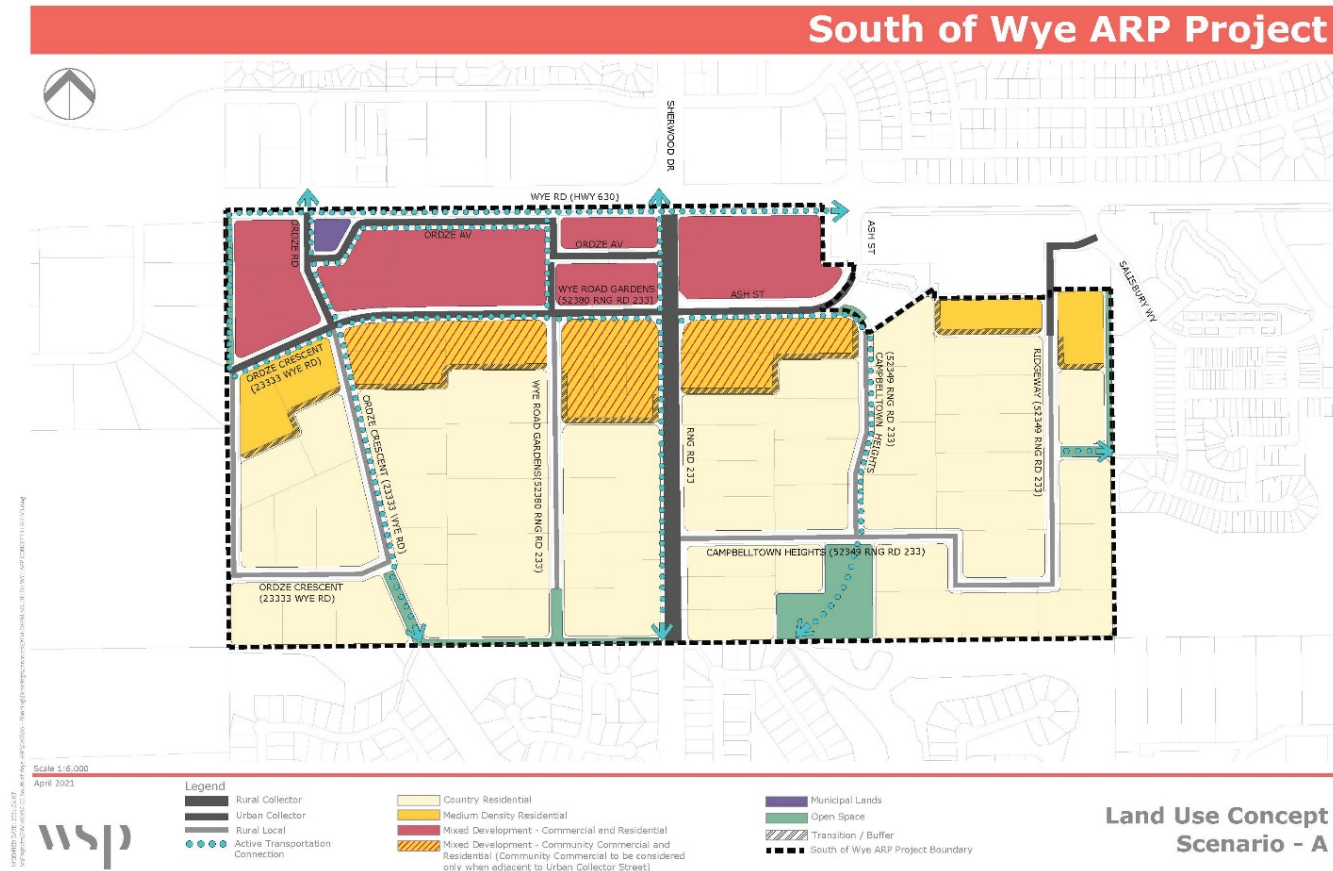 South of Wye ARP Project
SHERWOOD DR
WYE RD (HWY 630)
ORDZE RD
ORDZE AV
ORDZE AV
ASH ST
WYE ROAD GARDENS
(52380 RNG RD 233)
ASH ST
SALISBURY WY
ORDZE CRESCENT
(23333 WYE RD)
ORDZE CRESCENT (23333 WYE RD)
WYE ROAD GARDENS(52380 RNG RD 233)
RNG RD 233
(52349 RNG RD 233)
CAMPBELLTOWN HEIGHTS
RIDGEWAY (52349 RNG RD 233)
CAMPBELLTOWN HEIGHTS (52349 RNG RD 233)
ORDZE CRESCENT
(23333 WYE RD)
Scale 1:6,000
April 2021
wsp
Legend
Rural Collector
Urban Collector
Rural Local
Active Transportation
Connection
Country Residential
Medium Density Residential
Mixed Development - Commercial and Residential
Mixed Development - Community Commercial and
Residential (Community Commercial to be considered
only when adjacent to Urban Collector Street)
Municipal Lands
Open Space
Transition / Buffer
South of Wye ARP Project Boundary
Land Use Concept
Scenario - A